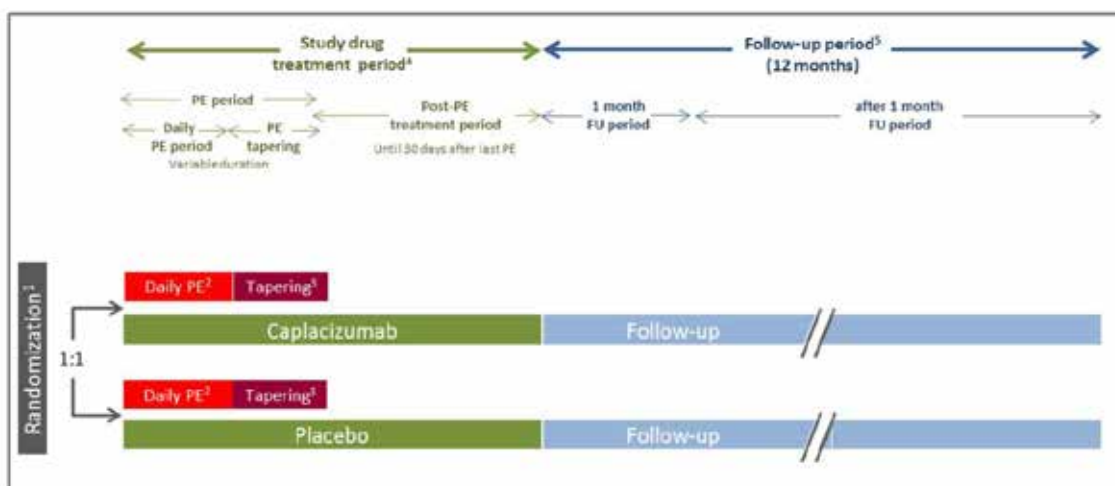 Study drug
treatment period⁴
Follow-up period⁵
(12 months)
PE period
Daily
PE period
PE
tapering
Variable duration
Post-PE
treatment period
Until 30 days after last PE
1 month
FU period
after 1 month
FU period
Randomization¹
1:1
Daily PE² Tapering³
Caplacizumab Follow-up
Daily PE² Tapering³
Placebo Follow-up